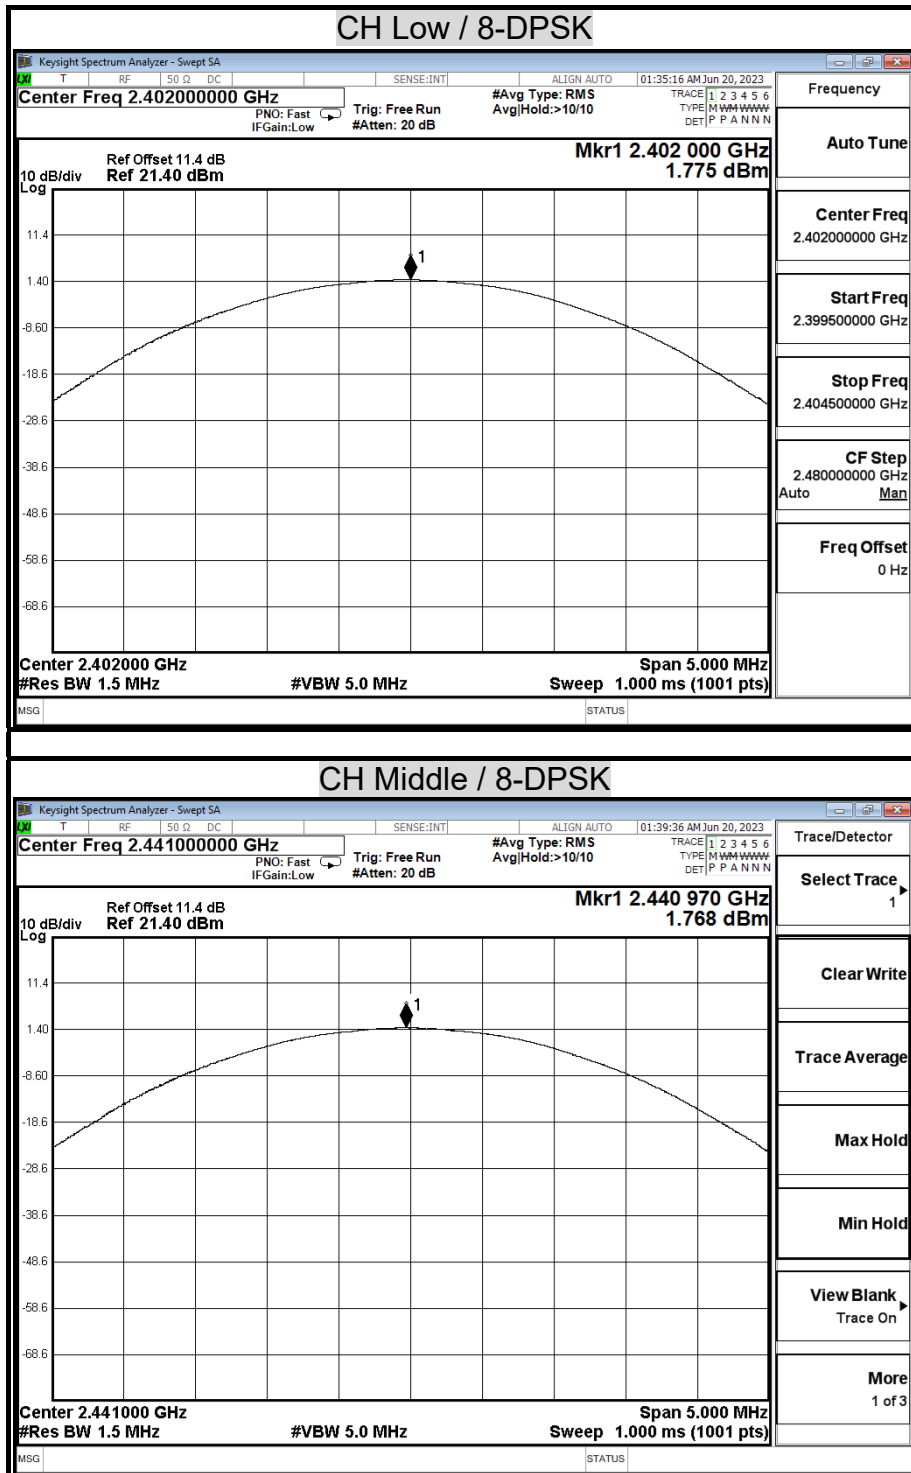 CH Low / 8-DPSK
Keysight Spectrum Analyzer - Swept SA
LXI T RF 50 Ω DC SENSE:INT ALIGN AUTO 01:35:16 AM Jun 20, 2023
Center Freq 2.402000000 GHz
PNO: Fast
IFGain:Low
Trig: Free Run
#Atten: 20 dB
#Avg Type: RMS
Avg|Hold:>10/10
TRACE 1 2 3 4 5 6
TYPE M WM WWWW
DET P P A N N N
Mkr1 2.402 000 GHz
1.775 dBm
Ref Offset 11.4 dB
10 dB/div Ref 21.40 dBm
Log
11.4
1
1.40
-8.60
-18.6
-28.6
-38.6
-48.6
-58.6
-68.6
Center 2.402000 GHz Span 5.000 MHz
#Res BW 1.5 MHz #VBW 5.0 MHz Sweep 1.000 ms (1001 pts)
MSG STATUS
Frequency
Auto Tune
Center Freq
2.402000000 GHz
Start Freq
2.399500000 GHz
Stop Freq
2.404500000 GHz
CF Step
2.480000000 GHz
Auto Man
Freq Offset
0 Hz
CH Middle / 8-DPSK
Keysight Spectrum Analyzer - Swept SA
LXI T RF 50 Ω DC SENSE:INT ALIGN AUTO 01:39:36 AM Jun 20, 2023
Center Freq 2.441000000 GHz
PNO: Fast
IFGain:Low
Trig: Free Run
#Atten: 20 dB
#Avg Type: RMS
Avg|Hold:>10/10
TRACE 1 2 3 4 5 6
TYPE M WM WWWW
DET P P A N N N
Mkr1 2.440 970 GHz
1.768 dBm
Ref Offset 11.4 dB
10 dB/div Ref 21.40 dBm
Log
11.4
1
1.40
-8.60
-18.6
-28.6
-38.6
-48.6
-58.6
-68.6
Center 2.441000 GHz Span 5.000 MHz
#Res BW 1.5 MHz #VBW 5.0 MHz Sweep 1.000 ms (1001 pts)
MSG STATUS
Trace/Detector
Select Trace
1
Clear Write
Trace Average
Max Hold
Min Hold
View Blank
Trace On
More
1 of 3